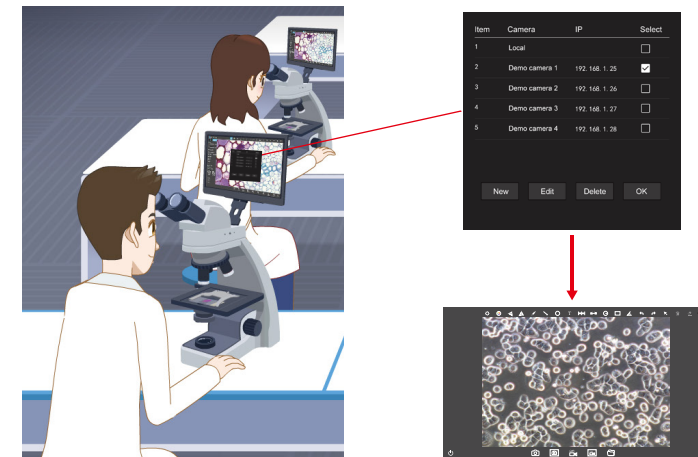 Item Camera IP Select
1 Local
2 Demo camera 1 192. 168. 1. 25
3 Demo camera 2 192. 168. 1. 26
4 Demo camera 3 192. 168. 1. 27
5 Demo camera 4 192. 168. 1. 28
New Edit Delete OK